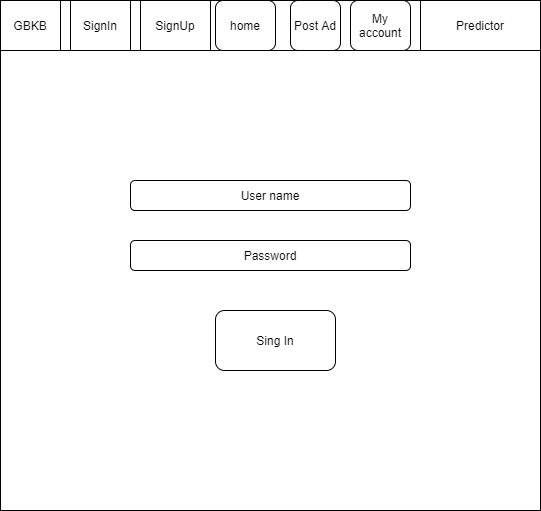 GBKB
SignIn
SignUp
home
Post Ad
My
account
Predictor
User name
Password
Sing In